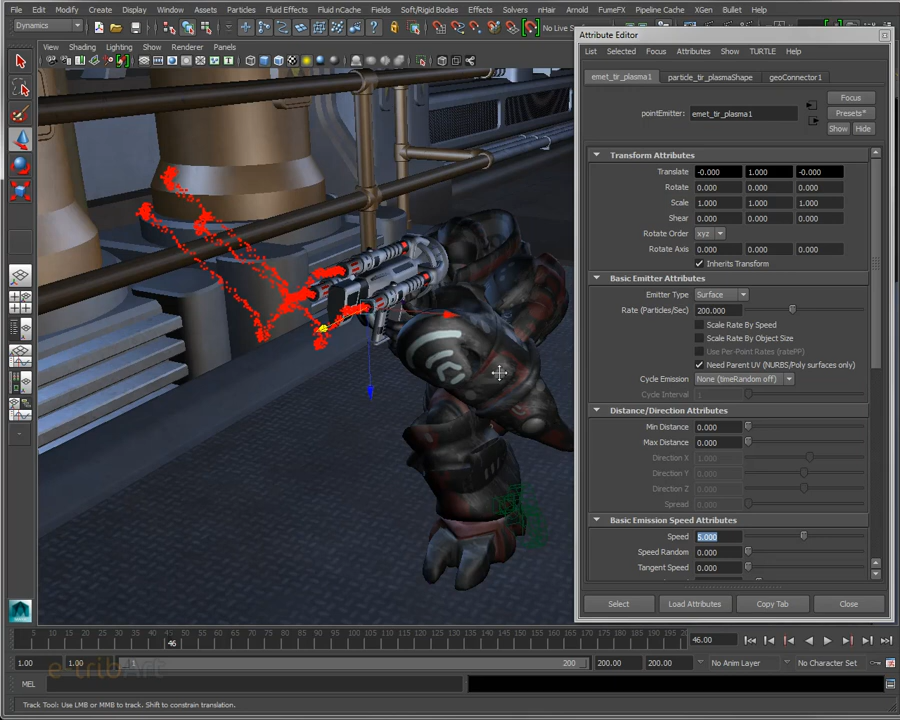 File Edit Modify Create Display Window Assets Particles Fluid Effects Fluid nCache Fields Soft/Rigid Bodies Effects Solvers nHair Arnold FumeFX Pipeline Cache XGen Bullet Help
Dynamics
No Live S
View Shading Lighting Show Renderer Panels
Attribute Editor
List Selected Focus Attributes Show TURTLE Help
emet_tir_plasma1 particle_tir_plasmaShape geoConnector1
Focus
pointEmitter: emet_tir_plasma1 Presets*
Show Hide
Transform Attributes
Translate -0.000 1.000 -0.000
Rotate 0.000 0.000 0.000
Scale 1.000 1.000 1.000
Shear 0.000 0.000 0.000
Rotate Order xyz
Rotate Axis 0.000 0.000 0.000
Inherits Transform
Basic Emitter Attributes
Emitter Type Surface
Rate (Particles/Sec) 200.000
Scale Rate By Speed
Scale Rate By Object Size
Use Per-Point Rates (ratePP)
Need Parent UV (NURBS/Poly surfaces only)
Cycle Emission None (timeRandom off)
Cycle Interval 1
Distance/Direction Attributes
Min Distance 0.000
Max Distance 0.000
Direction X 1.000
Direction Y 0.000
Direction Z 0.000
Spread 0.000
Basic Emission Speed Attributes
Speed 5.000
Speed Random 0.000
Tangent Speed 0.000
Select Load Attributes Copy Tab Close
5 10 15 20 25 30 35 40 46 50 55 60 65 70 75 80 85 90 95 100 105 110 115 120 125 130 135 140 145 150 155 160 165 170 175 180 185 190 195 46.00
1.00 1.00 1 200 200.00 200.00 No Anim Layer No Character Set
e-tribArt
MEL
Track Tool: Use LMB or MMB to track. Shift to constrain translation.